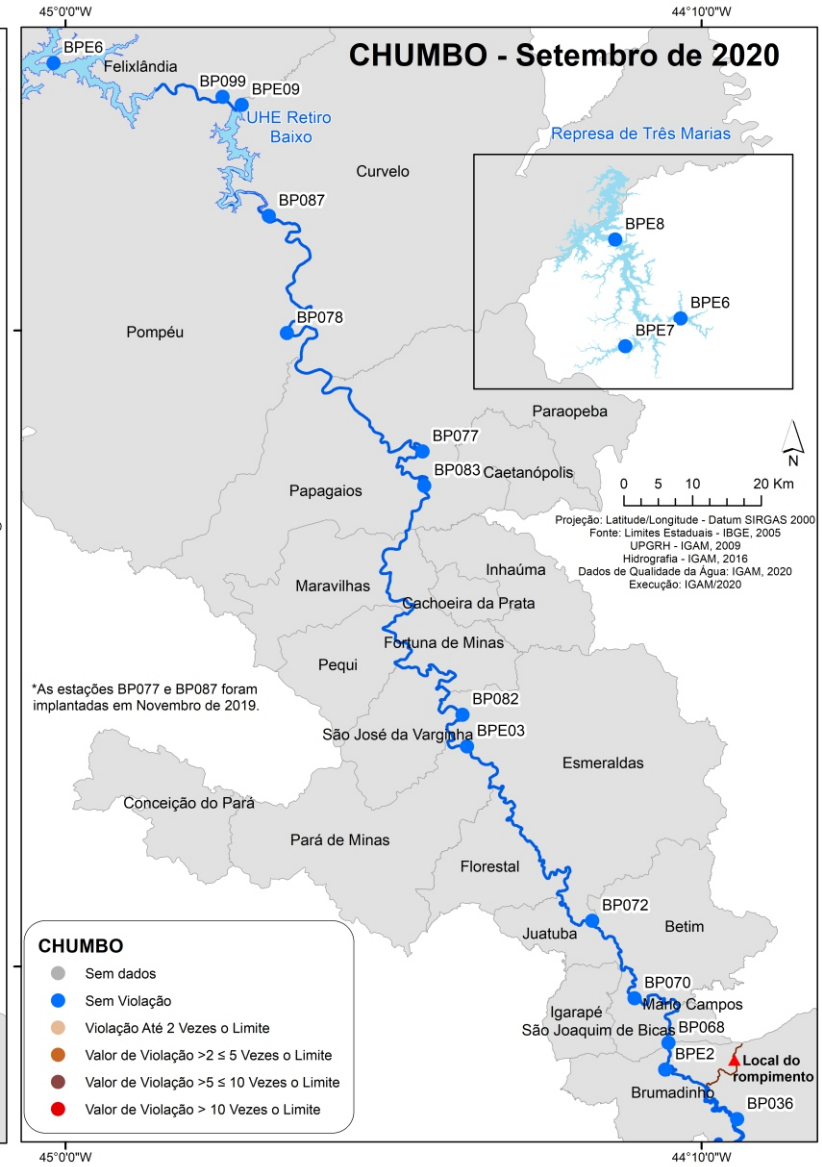 45°0'0"W
44°10'0"W
CHUMBO - Setembro de 2020
BPE6
Felixlândia
BP099
BPE09
UHE Retiro
Baixo
Represa de Três Marias
Curvelo
BP087
BPE8
BPE6
BPE7
BP078
Pompéu
Paraopeba
BP077
BP083
Caetanópolis
Papagaios
N
0 5 10 20 Km
Projeção: Latitude/Longitude - Datum SIRGAS 2000
Fonte: Limites Estaduais - IBGE, 2005
UPGRH - IGAM, 2009
Hidrografia - IGAM, 2016
Dados de Qualidade da Água: IGAM, 2020
Execução: IGAM/2020
Inhaúma
Maravilhas
Cachoeira da Prata
Fortuna de Minas
Pequi
*As estações BP077 e BP087 foram
implantadas em Novembro de 2019.
BP082
São José da Varginha
BPE03
Esmeraldas
Conceição do Pará
Pará de Minas
Florestal
BP072
Juatuba
Betim
BP070
Mário Campos
Igarapé
São Joaquim de Bicas
BP068
BPE2
Local do
rompimento
Brumadinho
BP036
CHUMBO
Sem dados
Sem Violação
Violação Até 2 Vezes o Limite
Valor de Violação >2 ≤ 5 Vezes o Limite
Valor de Violação >5 ≤ 10 Vezes o Limite
Valor de Violação > 10 Vezes o Limite
45°0'0"W
44°10'0"W